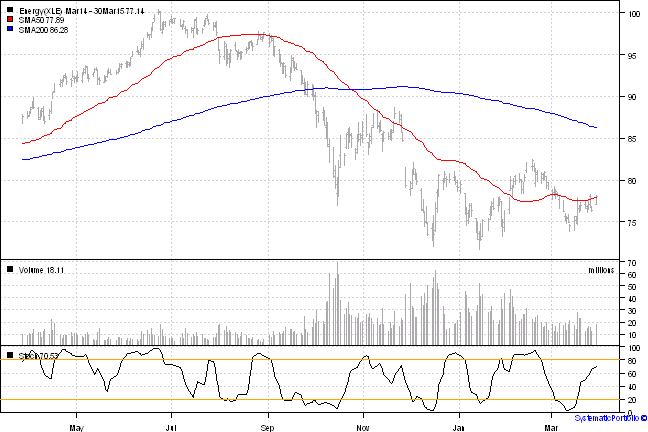 Energy(XLE) Mar14 - 30Mar15 77.14
SMA50 77.89
SMA200 86.28
100
95
90
85
80
75
Volume 18.11
millions
70
60
50
40
30
20
10
Stoch 70.53
100
80
60
40
20
0
May Jul Sep Nov Jan Mar
SystematicPortfolio ©